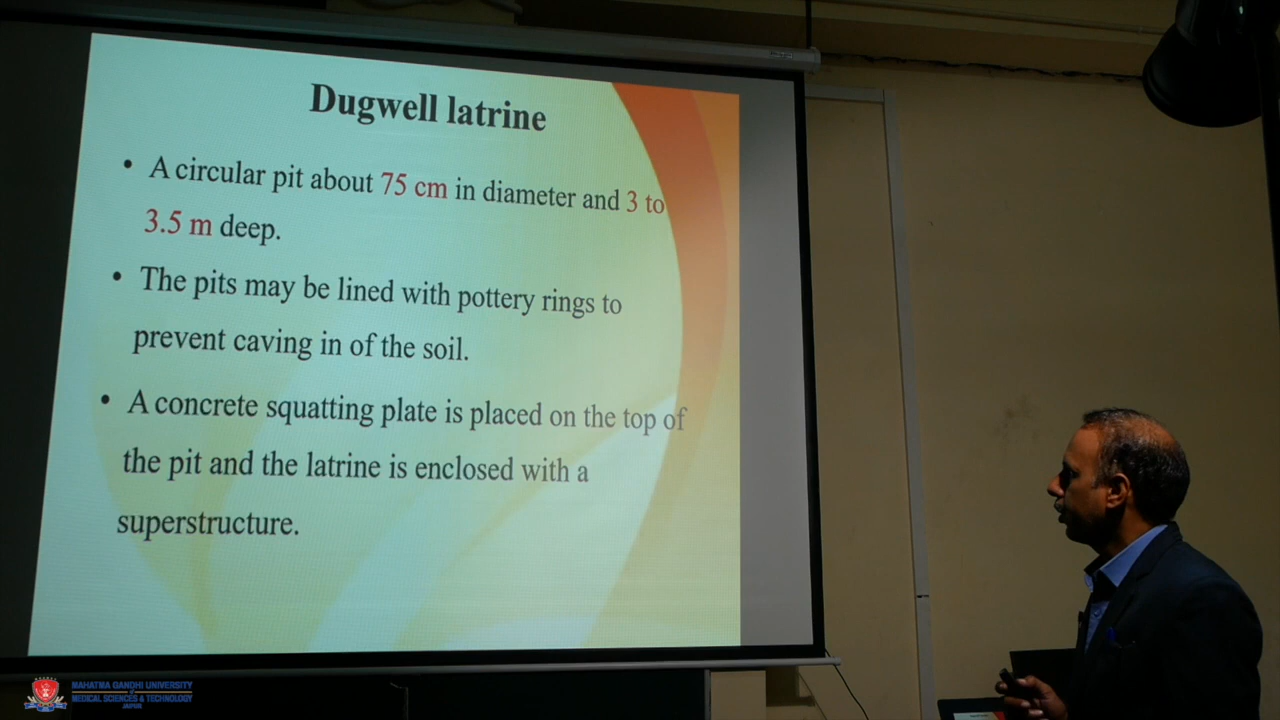 Dugwell latrine
• A circular pit about 75 cm in diameter and 3 to
3.5 m deep.
• The pits may be lined with pottery rings to
prevent caving in of the soil.
• A concrete squatting plate is placed on the top of
the pit and the latrine is enclosed with a
superstructure.
MAHATMA GANDHI UNIVERSITY
of
MEDICAL SCIENCES & TECHNOLOGY
JAIPUR